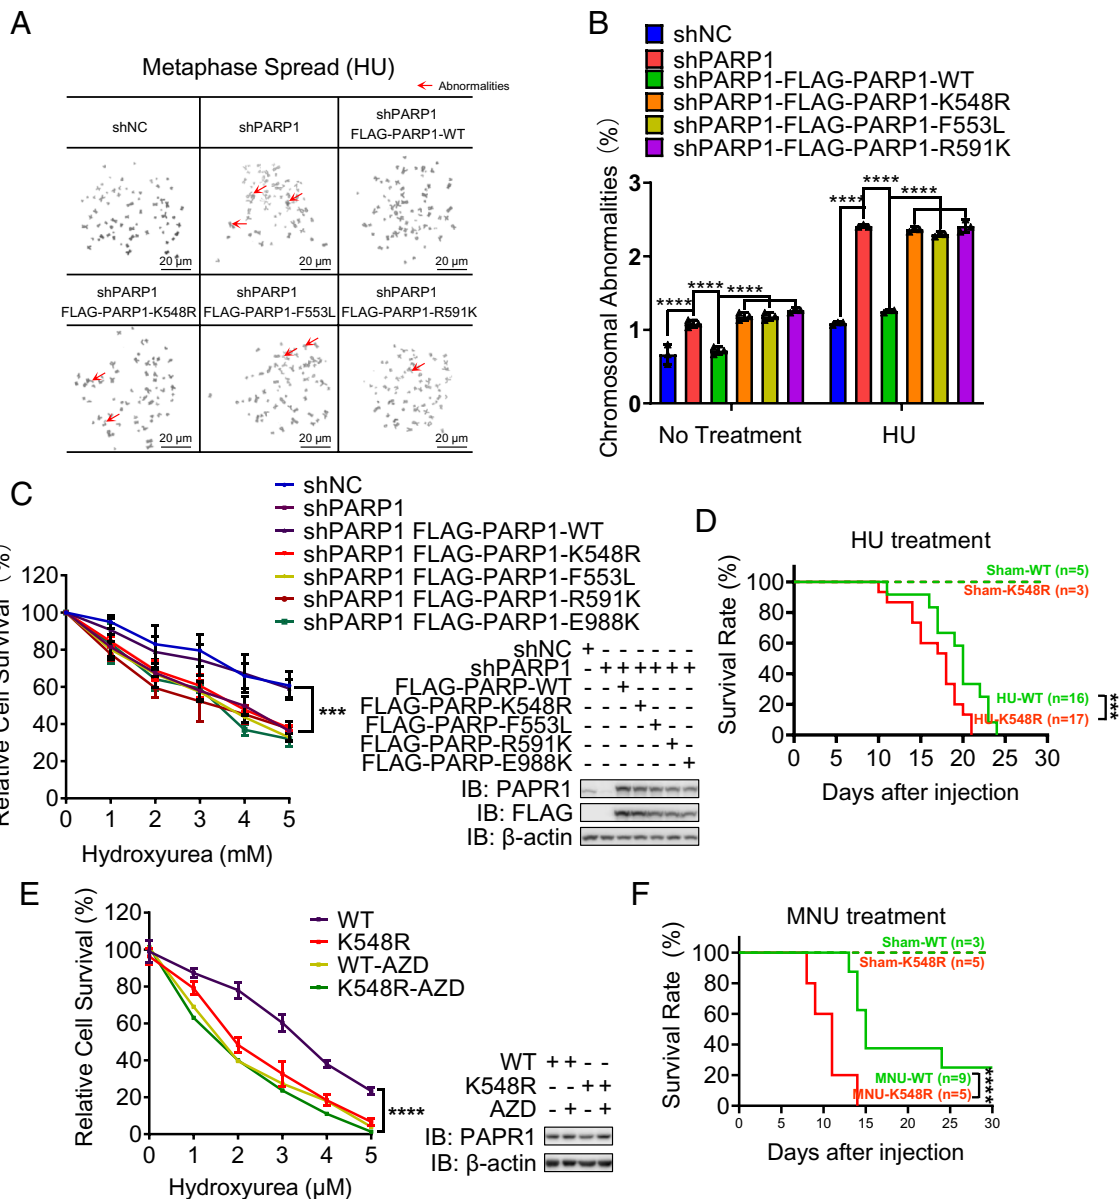 A
Metaphase Spread (HU)
Abnormalities
shNC
shPARP1
shPARP1
FLAG-PARP1-WT
20 µm
20 µm
20 µm
shPARP1
FLAG-PARP1-K548R
shPARP1
FLAG-PARP1-F553L
shPARP1
FLAG-PARP1-R591K
20 µm
20 µm
20 µm
B
shNC
shPARP1
shPARP1-FLAG-PARP1-WT
shPARP1-FLAG-PARP1-K548R
shPARP1-FLAG-PARP1-F553L
shPARP1-FLAG-PARP1-R591K
Chromosomal Abnormalities (%)
3
2
1
0
**** **** ****
**** **** ****
No Treatment
HU
C
shNC
shPARP1
shPARP1 FLAG-PARP1-WT
shPARP1 FLAG-PARP1-K548R
shPARP1 FLAG-PARP1-F553L
shPARP1 FLAG-PARP1-R591K
shPARP1 FLAG-PARP1-E988K
Relative Cell Survival (%)
120
100
80
60
40
20
0
0 1 2 3 4 5
Hydroxyurea (mM)
***
shNC + - - - - - -
shPARP1 - + + + + + +
FLAG-PARP-WT - - + - - - -
FLAG-PARP-K548R - - - + - - -
FLAG-PARP-F553L - - - - + - -
FLAG-PARP-R591K - - - - - + -
FLAG-PARP-E988K - - - - - - +
IB: PAPR1
IB: FLAG
IB: β-actin
D
HU treatment
Survival Rate (%)
100
80
60
40
20
0
0 5 10 15 20 25 30
Days after injection
Sham-WT (n=5)
Sham-K548R (n=3)
HU-WT (n=16)
HU-K548R (n=17)
***
E
WT
K548R
WT-AZD
K548R-AZD
Relative Cell Survival (%)
120
100
80
60
40
20
0
0 1 2 3 4 5
Hydroxyurea (µM)
****
WT + + - -
K548R - - + +
AZD - + - +
IB: PAPR1
IB: β-actin
F
MNU treatment
Survival Rate (%)
100
80
60
40
20
0
0 5 10 15 20 25 30
Days after injection
Sham-WT (n=3)
Sham-K548R (n=5)
MNU-WT (n=9)
MNU-K548R (n=5)
****